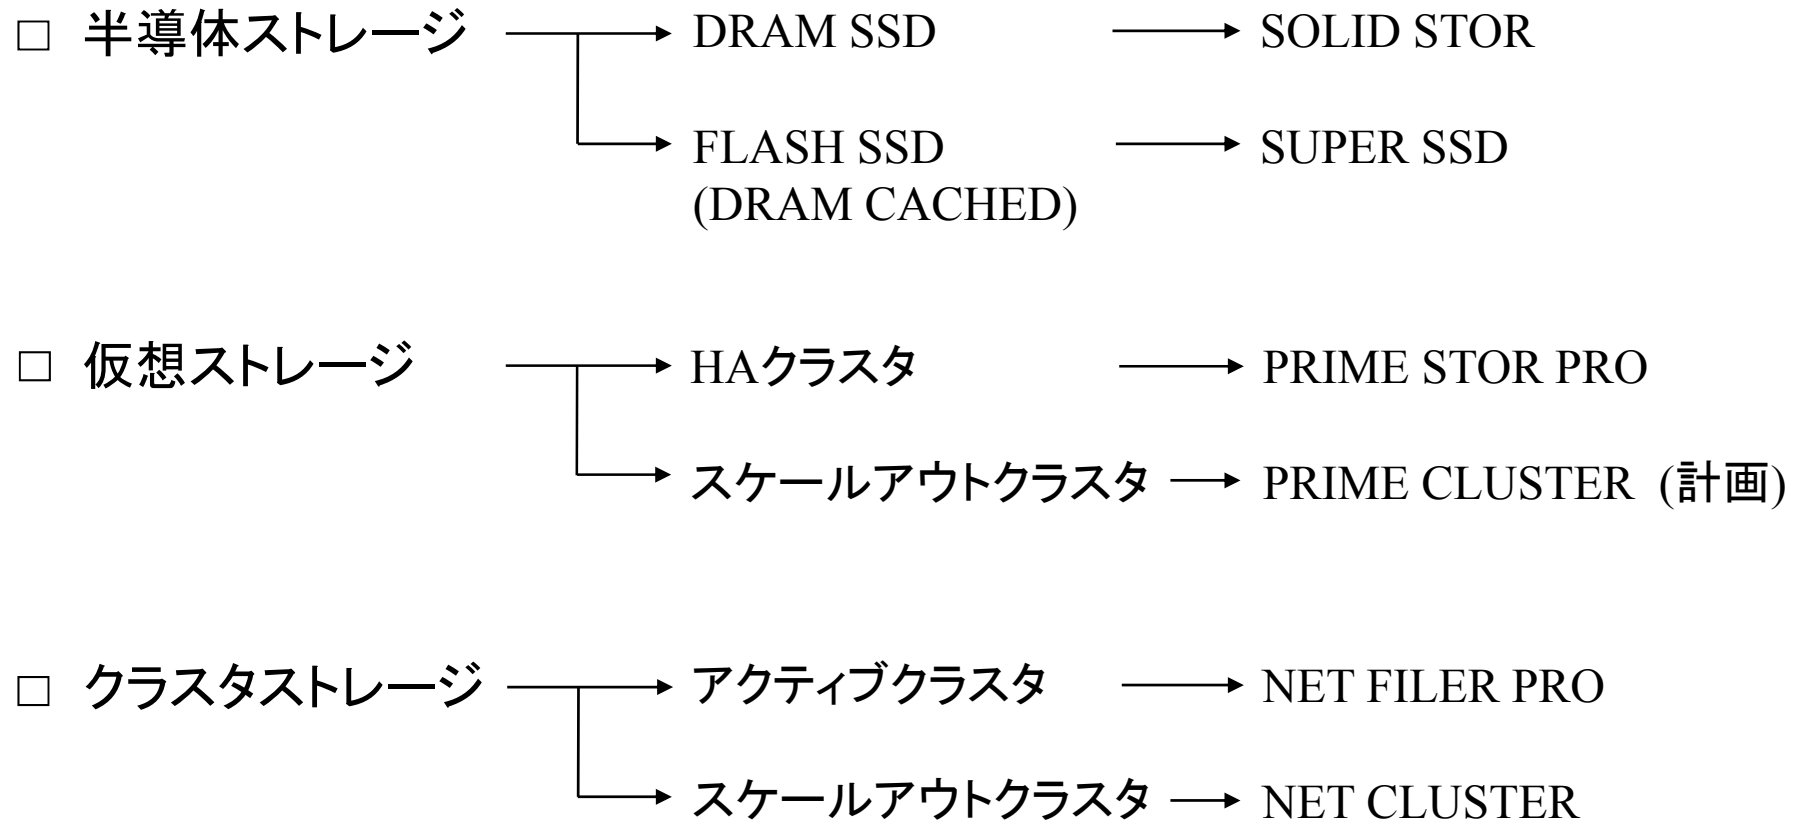 □ 半導体ストレージ DRAM SSD SOLID STOR
FLASH SSD SUPER SSD
(DRAM CACHED)
□ 仮想ストレージ HAクラスタ PRIME STOR PRO
スケールアウトクラスタ PRIME CLUSTER (計画)
□ クラスタストレージ アクティブクラスタ NET FILER PRO
スケールアウトクラスタ NET CLUSTER